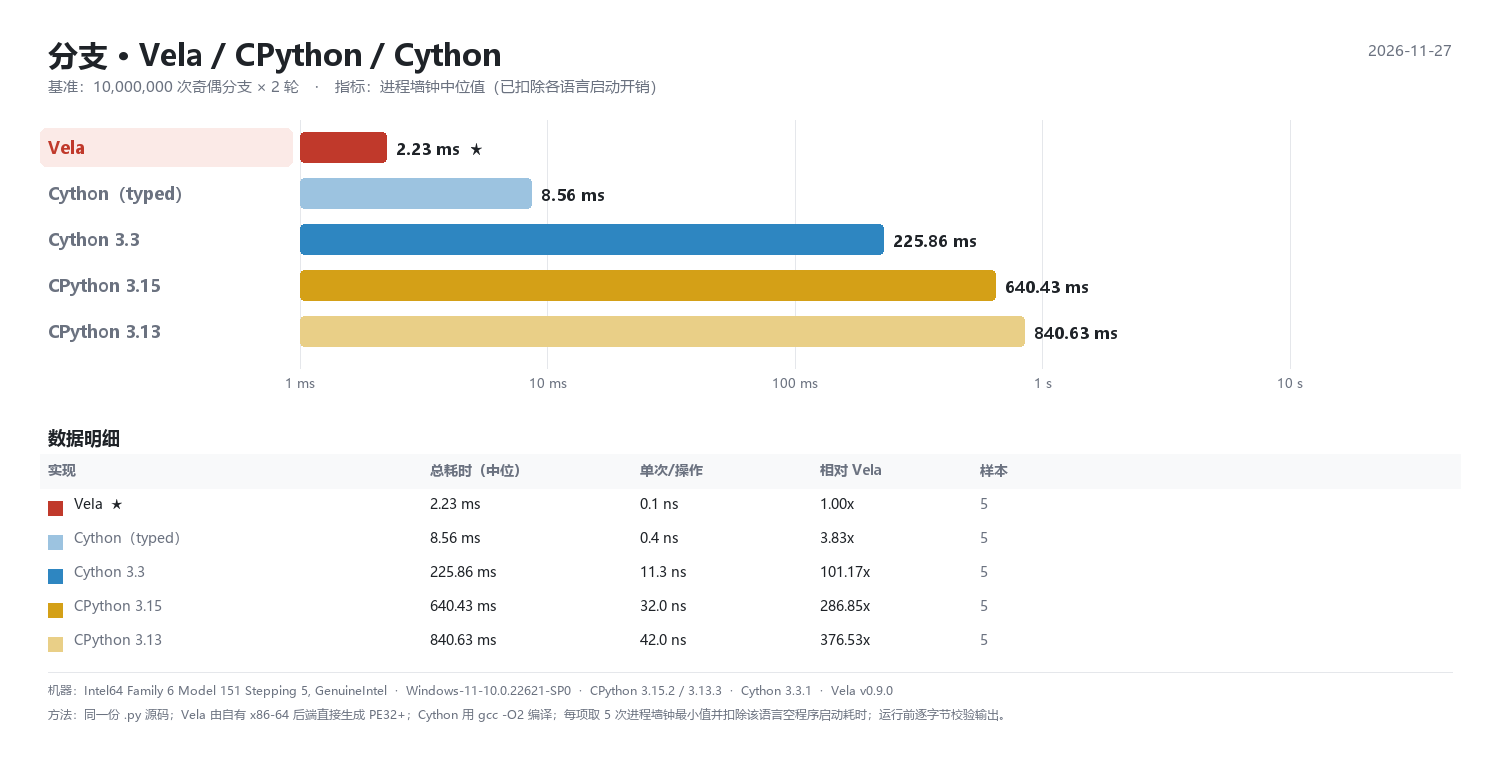 分支 • Vela / CPython / Cython
2026-11-27
基准：10,000,000 次奇偶分支 × 2 轮 · 指标：进程墙钟中位值（已扣除各语言启动开销）
Vela 2.23 ms ★
Cython（typed） 8.56 ms
Cython 3.3 225.86 ms
CPython 3.15 640.43 ms
CPython 3.13 840.63 ms
1 ms 10 ms 100 ms 1 s 10 s
数据明细
实现 总耗时（中位） 单次/操作 相对 Vela 样本
Vela ★ 2.23 ms 0.1 ns 1.00x 5
Cython（typed） 8.56 ms 0.4 ns 3.83x 5
Cython 3.3 225.86 ms 11.3 ns 101.17x 5
CPython 3.15 640.43 ms 32.0 ns 286.85x 5
CPython 3.13 840.63 ms 42.0 ns 376.53x 5
机器：Intel64 Family 6 Model 151 Stepping 5, GenuineIntel · Windows-11-10.0.22621-SP0 · CPython 3.15.2 / 3.13.3 · Cython 3.3.1 · Vela v0.9.0
方法：同一份 .py 源码；Vela 由自有 x86-64 后端直接生成 PE32+；Cython 用 gcc -O2 编译；每项取 5 次进程墙钟最小值并扣除该语言空程序启动耗时；运行前逐字节校验输出。